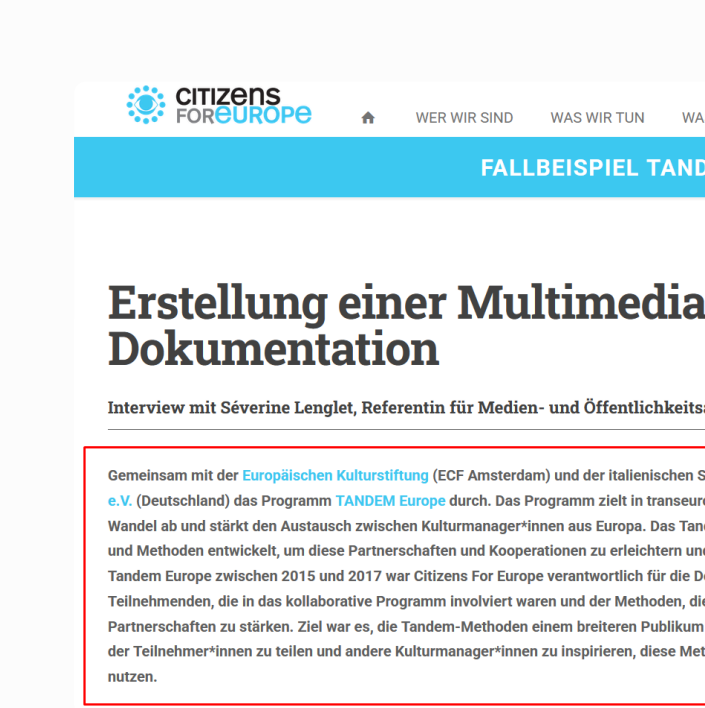 CITIZENS
FOREUROPE
WER WIR SIND WAS WIR TUN WA
FALLBEISPIEL TAND
Erstellung einer Multimedia
Dokumentation
Interview mit Séverine Lenglet, Referentin für Medien- und Öffentlichkeitsa
Gemeinsam mit der Europäischen Kulturstiftung (ECF Amsterdam) und der italienischen S
e.V. (Deutschland) das Programm TANDEM Europe durch. Das Programm zielt in transeuro
Wandel ab und stärkt den Austausch zwischen Kulturmanager*innen aus Europa. Das Tan
und Methoden entwickelt, um diese Partnerschaften und Kooperationen zu erleichtern und
Tandem Europe zwischen 2015 und 2017 war Citizens For Europe verantwortlich für die D
Teilnehmenden, die in das kollaborative Programm involviert waren und der Methoden, die
Partnerschaften zu stärken. Ziel war es, die Tandem-Methoden einem breiteren Publikum
der Teilnehmer*innen zu teilen und andere Kulturmanager*innen zu inspirieren, diese Met
nutzen.